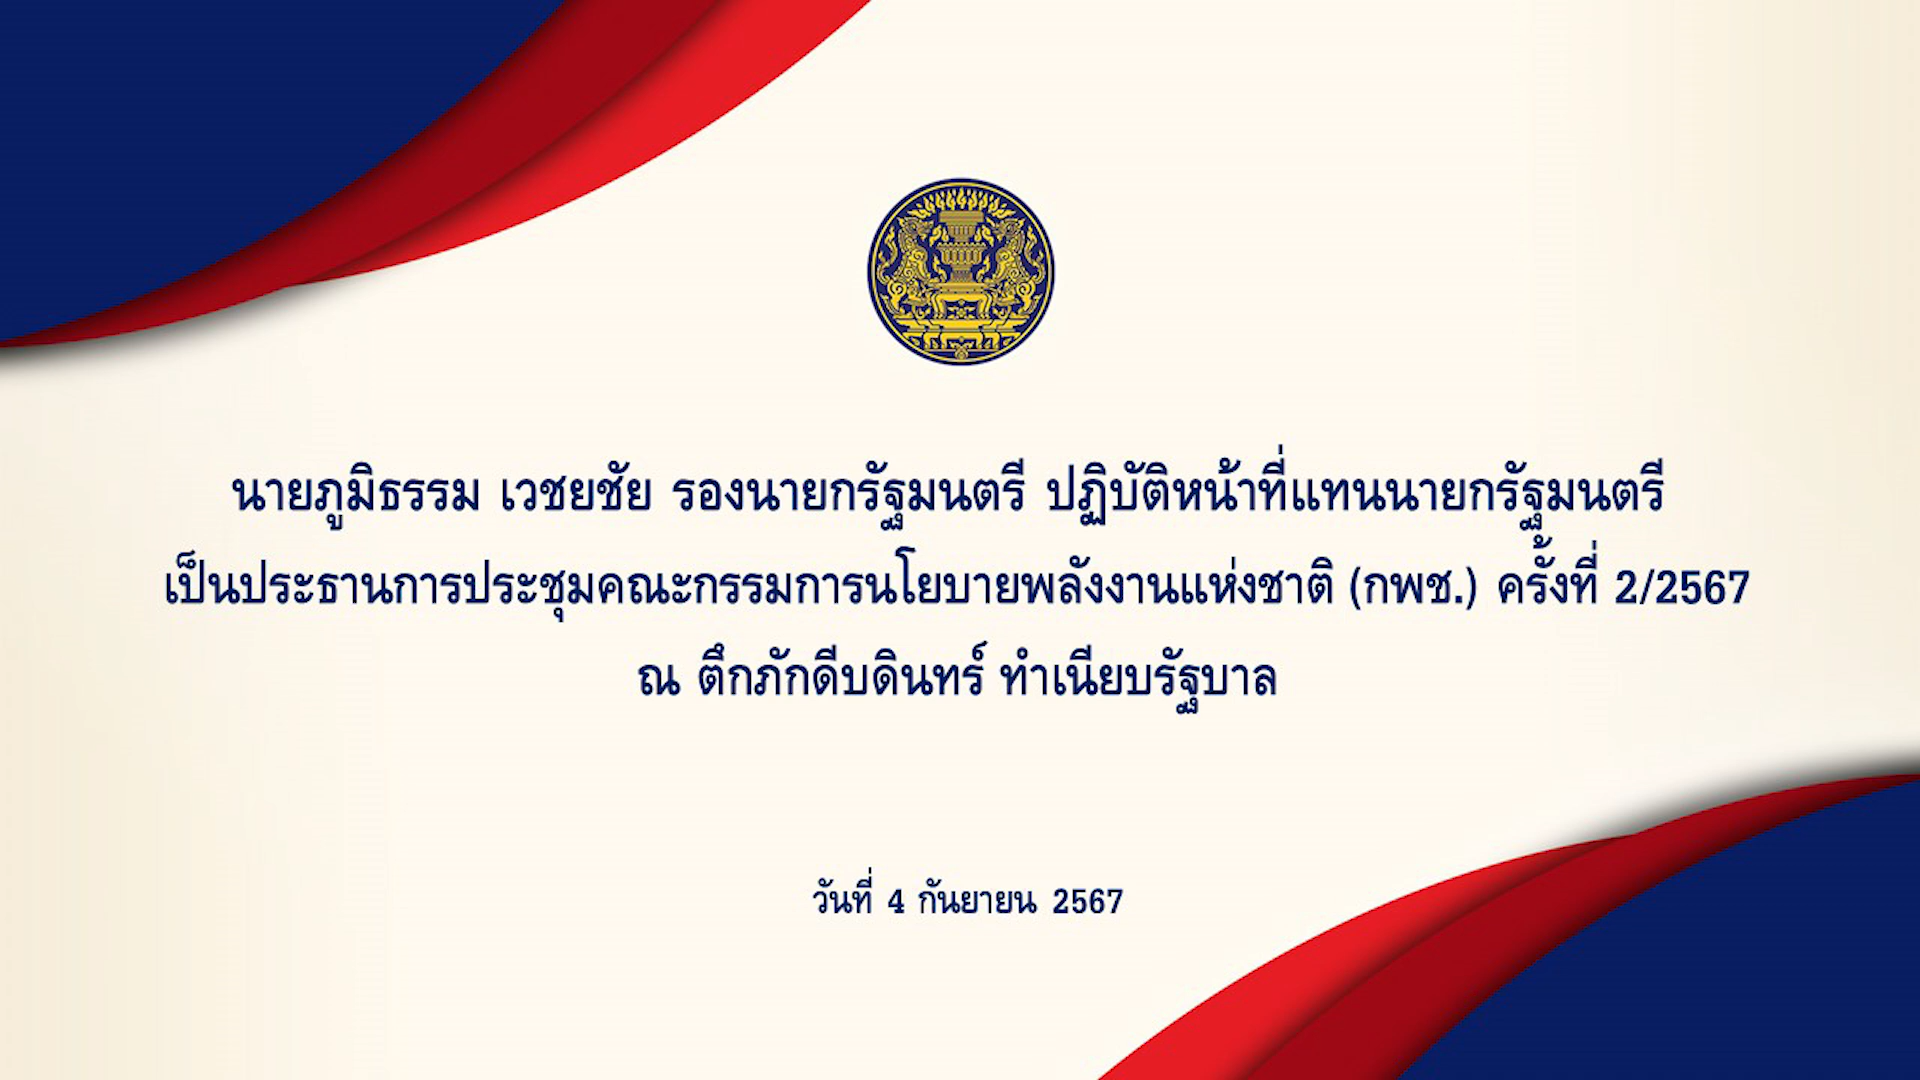 นายภูมิธรรม เวชยชัย รองนายกรัฐมนตรี ปฏิบัติหน้าที่แทนนายกรัฐมนตรี
เป็นประธานการประชุมคณะกรรมการนโยบายพลังงานแห่งชาติ (กพช.) ครั้งที่ 2/2567
ณ ตึกภักดีบดินทร์ ทำเนียบรัฐบาล
วันที่ 4 กันยายน 2567